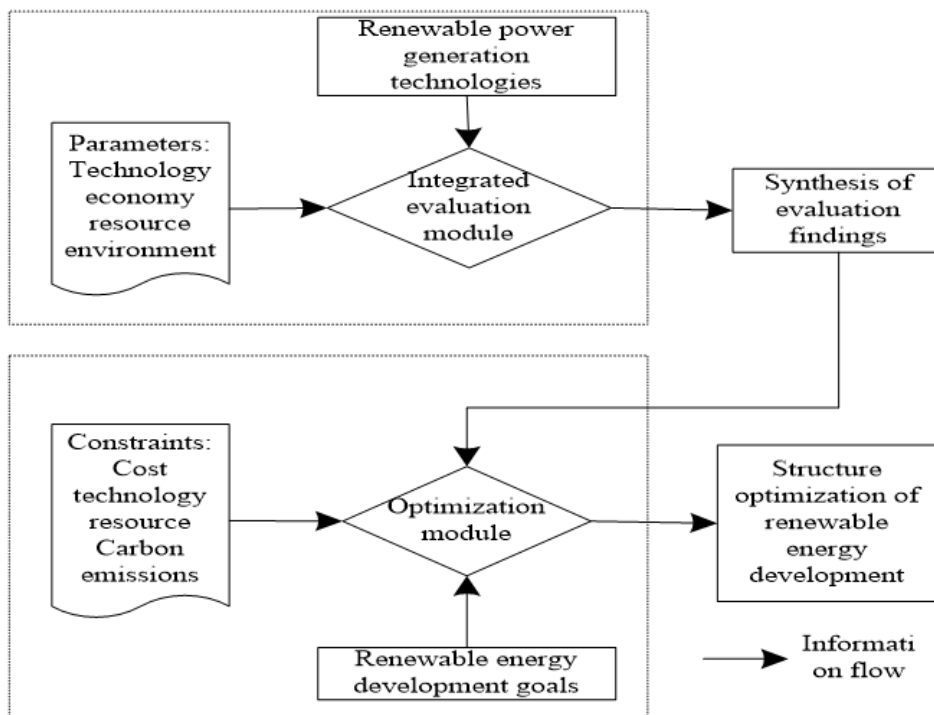 Renewable power
generation
technologies
Parameters:
Technology
economy
resource
environment
Integrated
evaluation
module
Synthesis of
evaluation
findings
Constraints:
Cost
technology
resource
Carbon
emissions
Optimization
module
Structure
optimization of
renewable
energy
development
Renewable energy
development goals
Informati
on flow